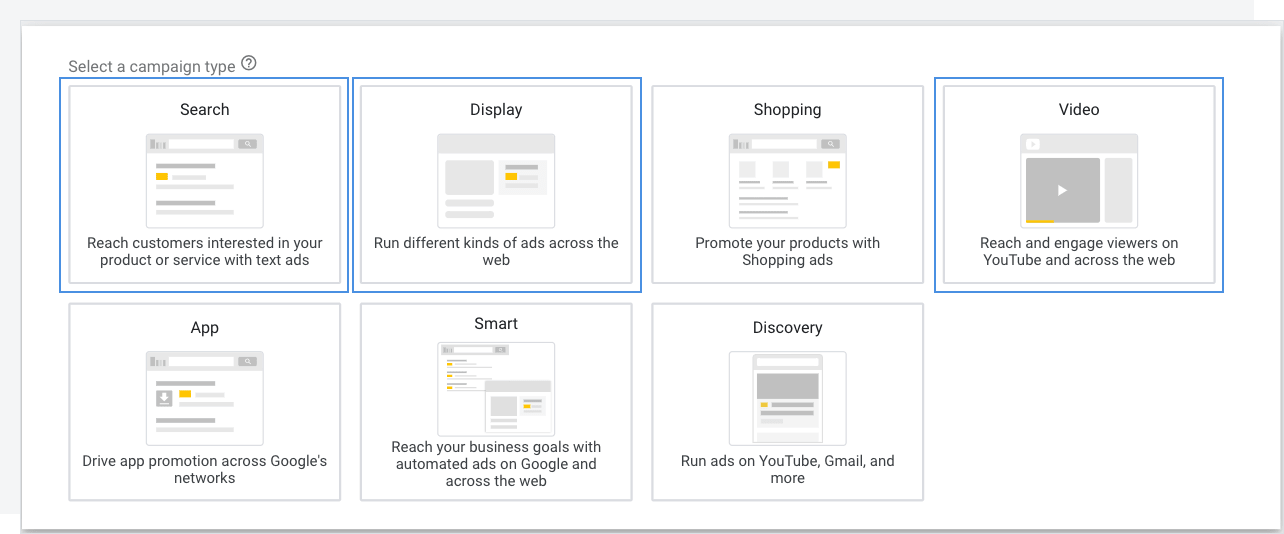 Select a campaign type
Search
Reach customers interested in your
product or service with text ads
Display
Run different kinds of ads across the
web
Shopping
Promote your products with
Shopping ads
Video
Reach and engage viewers on
YouTube and across the web
App
Drive app promotion across Google's
networks
Smart
Reach your business goals with
automated ads on Google and
across the web
Discovery
Run ads on YouTube, Gmail, and
more